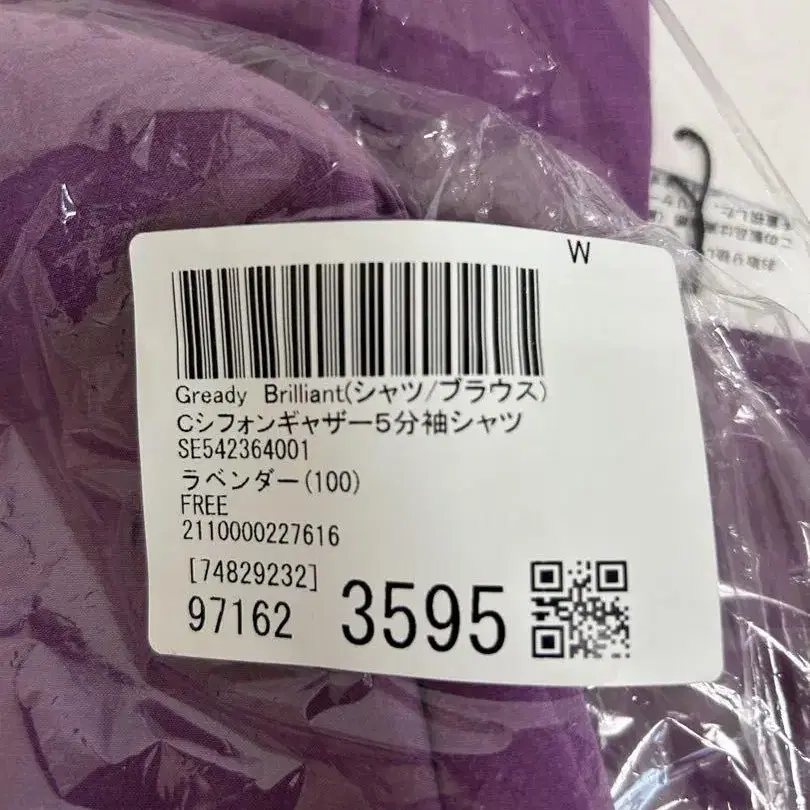 W
Gready Brilliant(シャツ/ブラウス)
Cシフォンギャザー5分袖シャツ
SE542364001
ラベンダー(100)
FREE
2110000227616
[74829232]
97162 3595